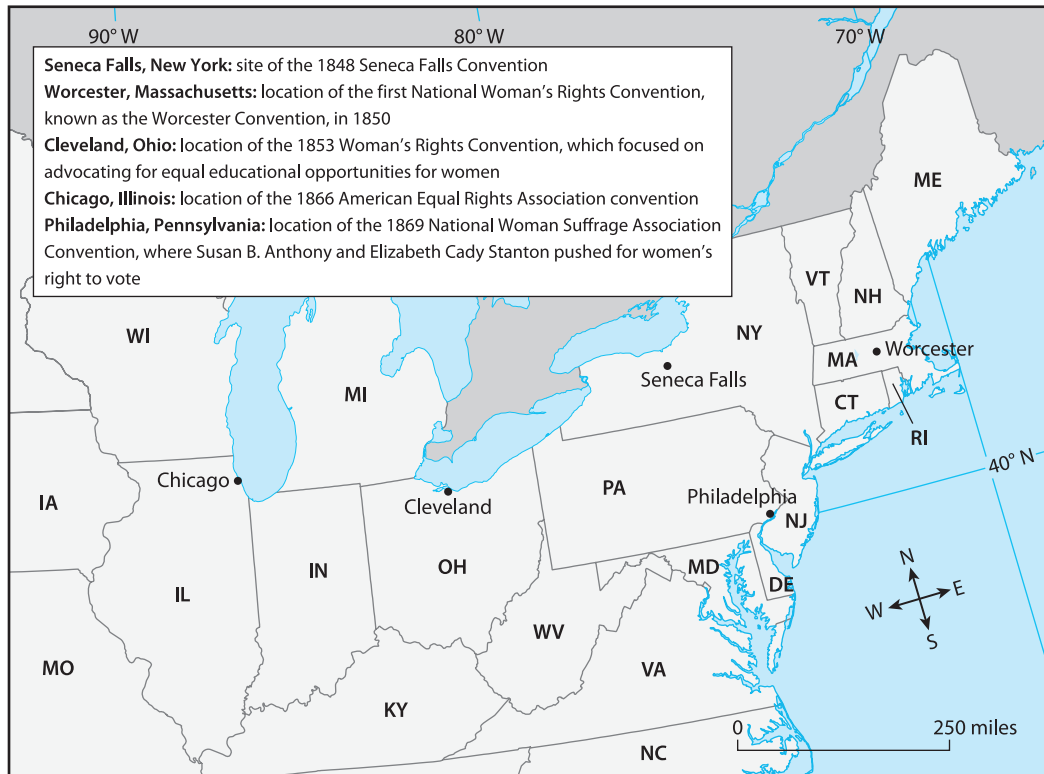 90° W
80° W
70° W
Seneca Falls, New York: site of the 1848 Seneca Falls Convention
Worcester, Massachusetts: location of the first National Woman's Rights Convention,
known as the Worcester Convention, in 1850
Cleveland, Ohio: location of the 1853 Woman's Rights Convention, which focused on
advocating for equal educational opportunities for women
Chicago, Illinois: location of the 1866 American Equal Rights Association convention
Philadelphia, Pennsylvania: location of the 1869 National Woman Suffrage Association
Convention, where Susan B. Anthony and Elizabeth Cady Stanton pushed for women's
right to vote
ME
VT
NH
WI
NY
MA
Worcester
Seneca Falls
MI
CT
RI
40° N
Chicago
IA
Cleveland
PA
Philadelphia
NJ
IL
IN
OH
MD
DE
N
W
E
S
WV
MO
VA
KY
0
250 miles
NC